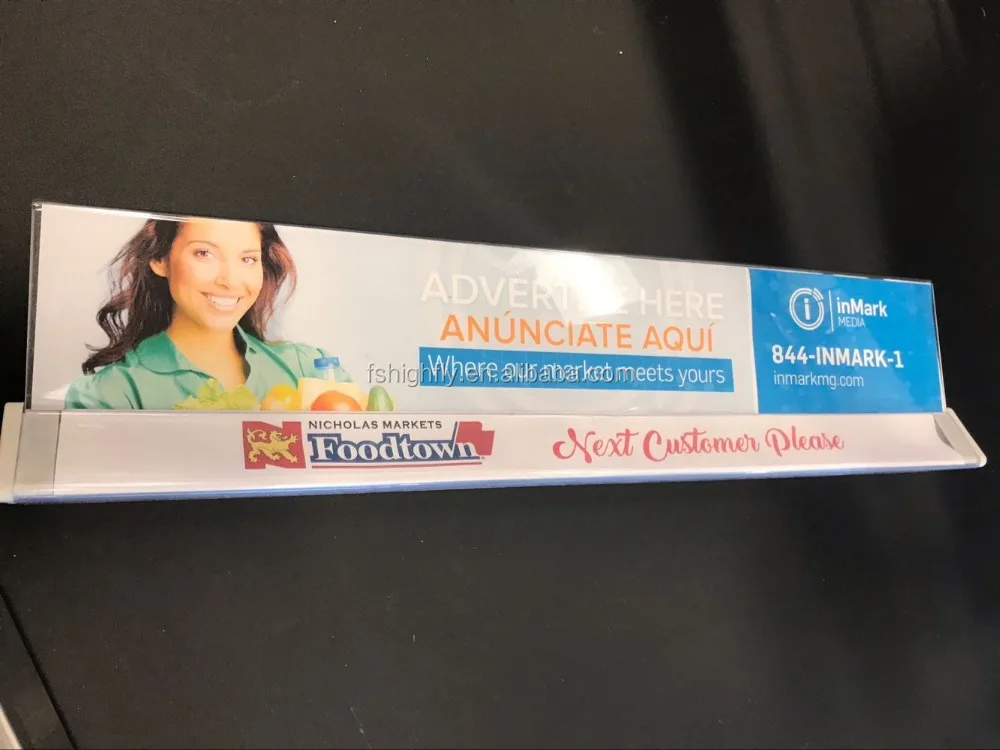 ADVERTISE HERE
ANÚNCIATE AQUÍ
Where our market meets yours
fshighly.en.alibaba.com
inMark
MEDIA
844-INMARK-1
inmarkmg.com
NICHOLAS MARKETS
Foodtown
Next Customer Please